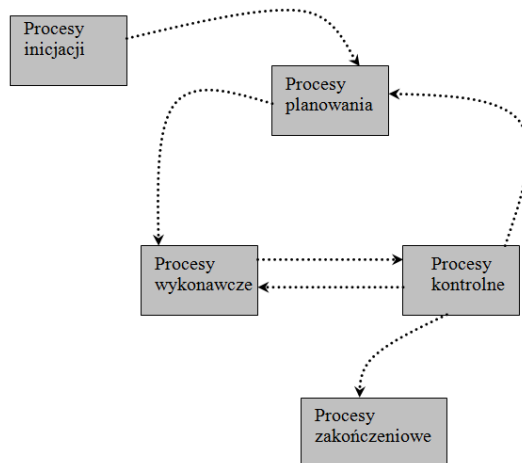 Procesy
inicjacji
Procesy
planowania
Procesy
wykonawcze
Procesy
kontrolne
Procesy
zakończeniowe